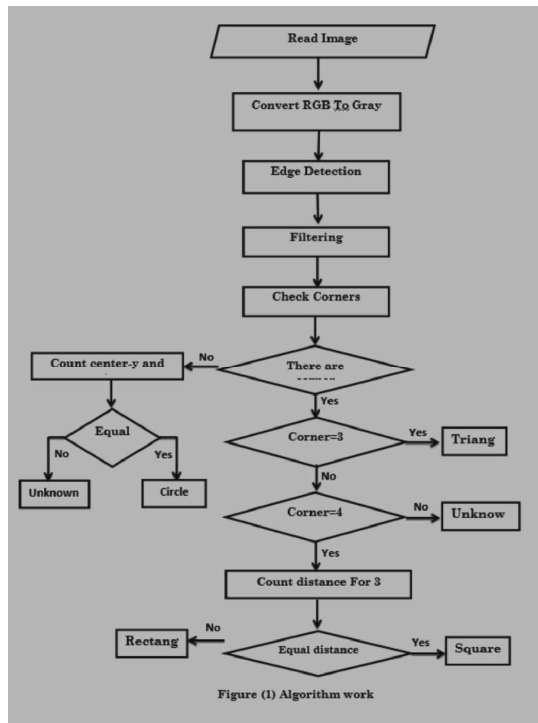 Read Image
Convert RGB To Gray
Edge Detection
Filtering
Check Corners
There are
No
Count center-y and
Yes
Equal
No
Yes
Unknown
Circle
Corner=3
Yes
Triang
No
Corner=4
No
Unknow
Yes
Count distance For 3
Equal distance
No
Rectang
Yes
Square
Figure (1) Algorithm work